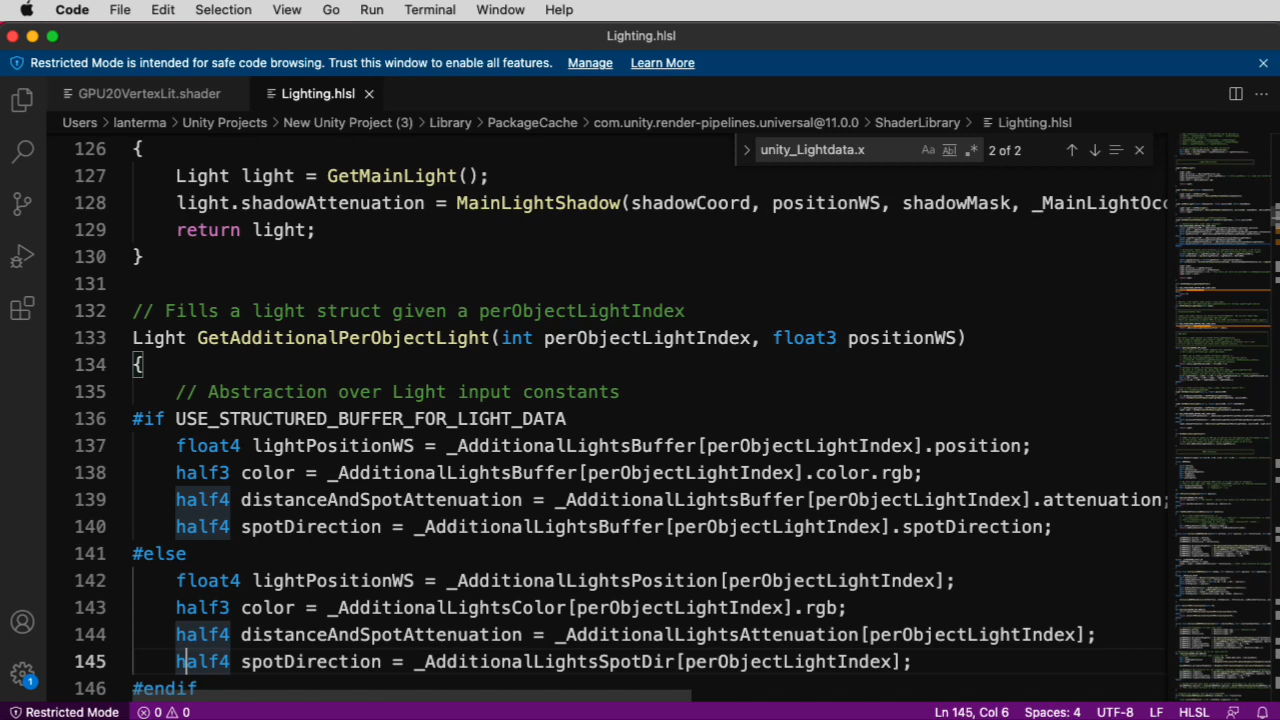 Code File Edit Selection View Go Run Terminal Window Help
Lighting.hlsl
Restricted Mode is intended for safe code browsing. Trust this window to enable all features. Manage Learn More
GPU20VertexLit.shader Lighting.hlsl
Users › lanterma › Unity Projects › New Unity Project (3) › Library › PackageCache › com.unity.render-pipelines.universal@11.0.0 › ShaderLibrary › Lighting.hlsl
unity_Lightdata.x Aa Abl .* 2 of 2
126 {
127 Light light = GetMainLight();
128 light.shadowAttenuation = MainLightShadow(shadowCoord, positionWS, shadowMask, _MainLightOcc
129 return light;
130 }
131
132 // Fills a light struct given a perObjectLightIndex
133 Light GetAdditionalPerObjectLight(int perObjectLightIndex, float3 positionWS)
134 {
135 // Abstraction over Light input constants
136 #if USE_STRUCTURED_BUFFER_FOR_LIGHT_DATA
137 float4 lightPositionWS = _AdditionalLightsBuffer[perObjectLightIndex].position;
138 half3 color = _AdditionalLightsBuffer[perObjectLightIndex].color.rgb;
139 half4 distanceAndSpotAttenuation = _AdditionalLightsBuffer[perObjectLightIndex].attenuation;
140 half4 spotDirection = _AdditionalLightsBuffer[perObjectLightIndex].spotDirection;
141 #else
142 float4 lightPositionWS = _AdditionalLightsPosition[perObjectLightIndex];
143 half3 color = _AdditionalLightsColor[perObjectLightIndex].rgb;
144 half4 distanceAndSpotAttenuation = _AdditionalLightsAttenuation[perObjectLightIndex];
145 half4 spotDirection = _AdditionalLightsSpotDir[perObjectLightIndex];
146 #endif
1 Restricted Mode 0 0 Ln 145, Col 6 Spaces: 4 UTF-8 LF HLSL